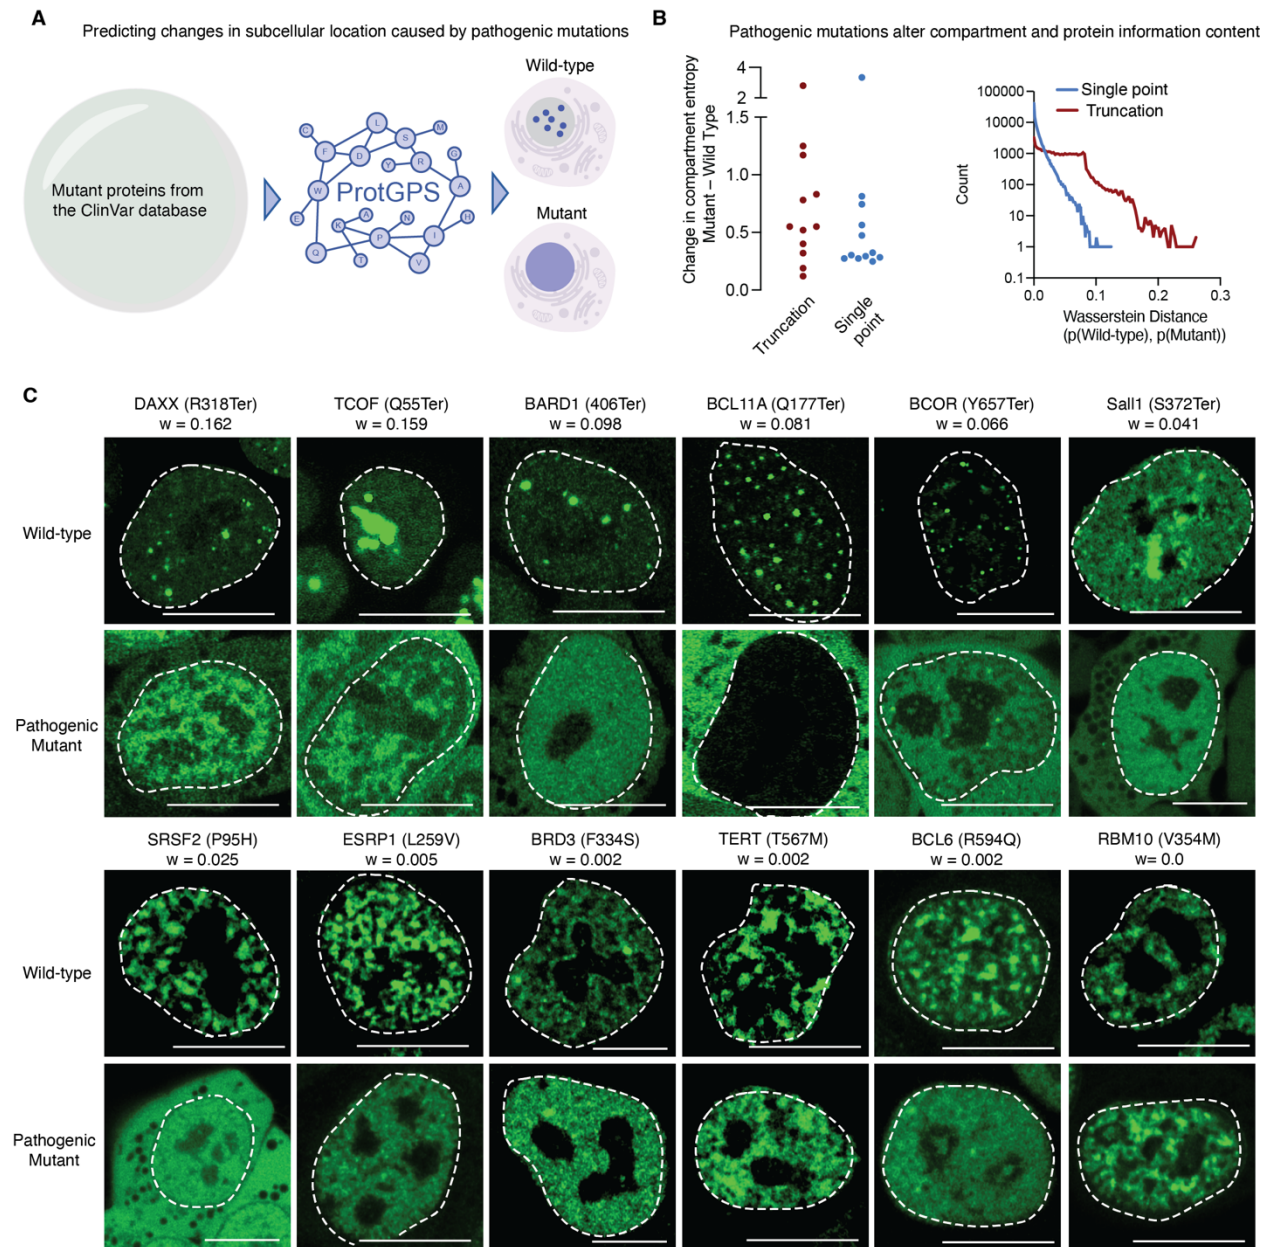 A
Predicting changes in subcellular location caused by pathogenic mutations
Mutant proteins from
the ClinVar database
C
L
S
M
F
D
Y
R
G
W
ProtGPS
A
E
K
A
N
H
Q
P
I
T
V
Wild-type
Mutant
B
Pathogenic mutations alter compartment and protein information content
Change in compartment entropy
Mutant – Wild Type
4
2
1.5
1.0
0.5
0.0
Truncation
Single
point
Count
100000
10000
1000
100
10
1
0.1
Single point
Truncation
0.0
0.1
0.2
0.3
Wasserstein Distance
(p(Wild-type), p(Mutant))
C
DAXX (R318Ter)
w = 0.162
TCOF (Q55Ter)
w = 0.159
BARD1 (406Ter)
w = 0.098
BCL11A (Q177Ter)
w = 0.081
BCOR (Y657Ter)
w = 0.066
Sall1 (S372Ter)
w = 0.041
Wild-type
Pathogenic
Mutant
SRSF2 (P95H)
w = 0.025
ESRP1 (L259V)
w = 0.005
BRD3 (F334S)
w = 0.002
TERT (T567M)
w = 0.002
BCL6 (R594Q)
w = 0.002
RBM10 (V354M)
w= 0.0
Wild-type
Pathogenic
Mutant